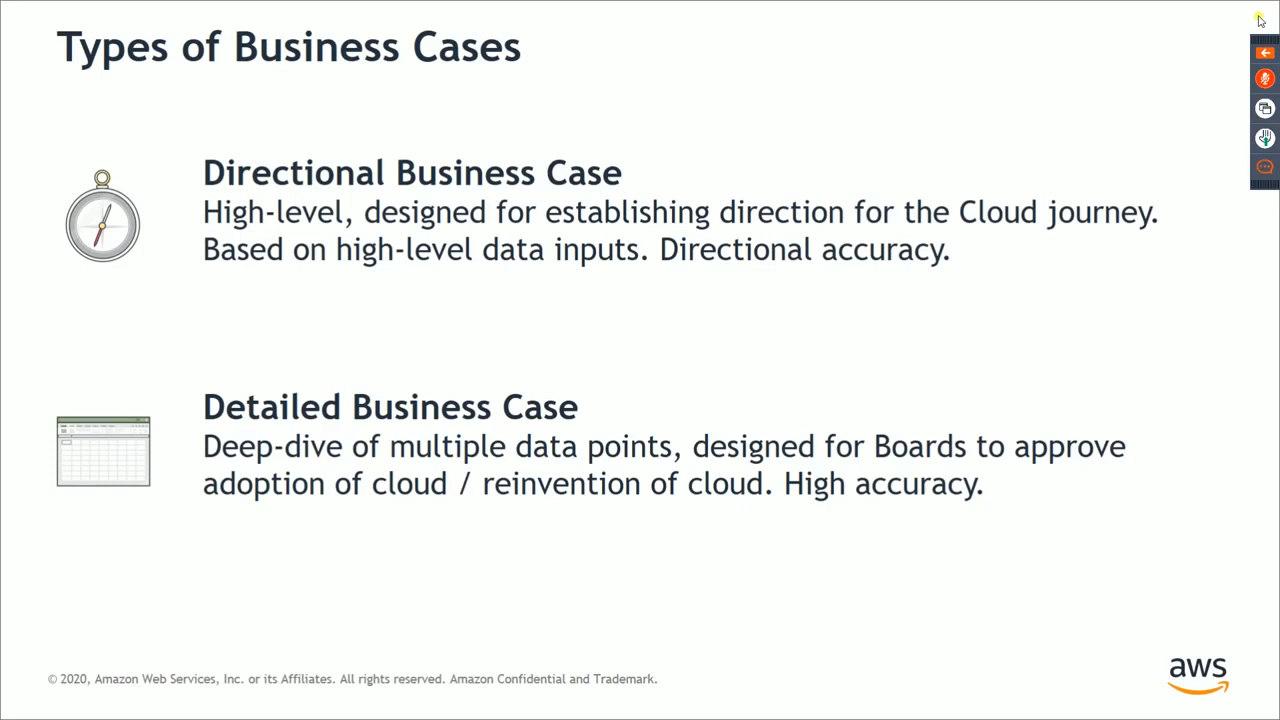 Types of Business Cases
Directional Business Case
High-level, designed for establishing direction for the Cloud journey.
Based on high-level data inputs. Directional accuracy.
Detailed Business Case
Deep-dive of multiple data points, designed for Boards to approve
adoption of cloud / reinvention of cloud. High accuracy.
© 2020, Amazon Web Services, Inc. or its Affiliates. All rights reserved. Amazon Confidential and Trademark.
aws